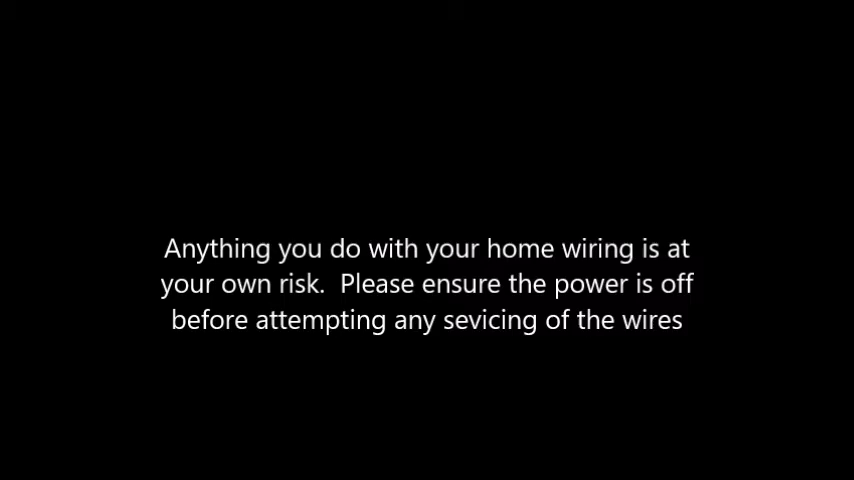 Anything you do with your home wiring is at
your own risk.  Please ensure the power is off
before attempting any sevicing of the wires